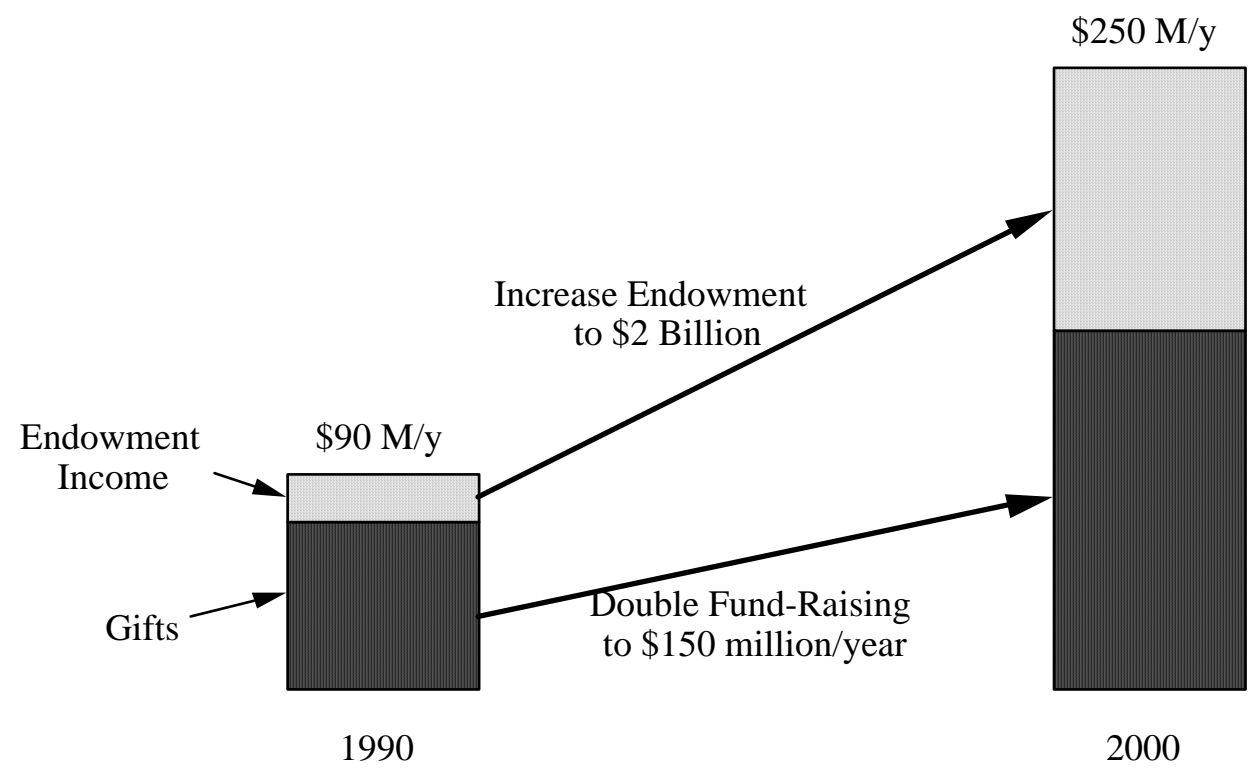 $250 M/y
Increase Endowment
to $2 Billion
Endowment
Income
$90 M/y
Gifts
Double Fund-Raising
to $150 million/year
1990
2000